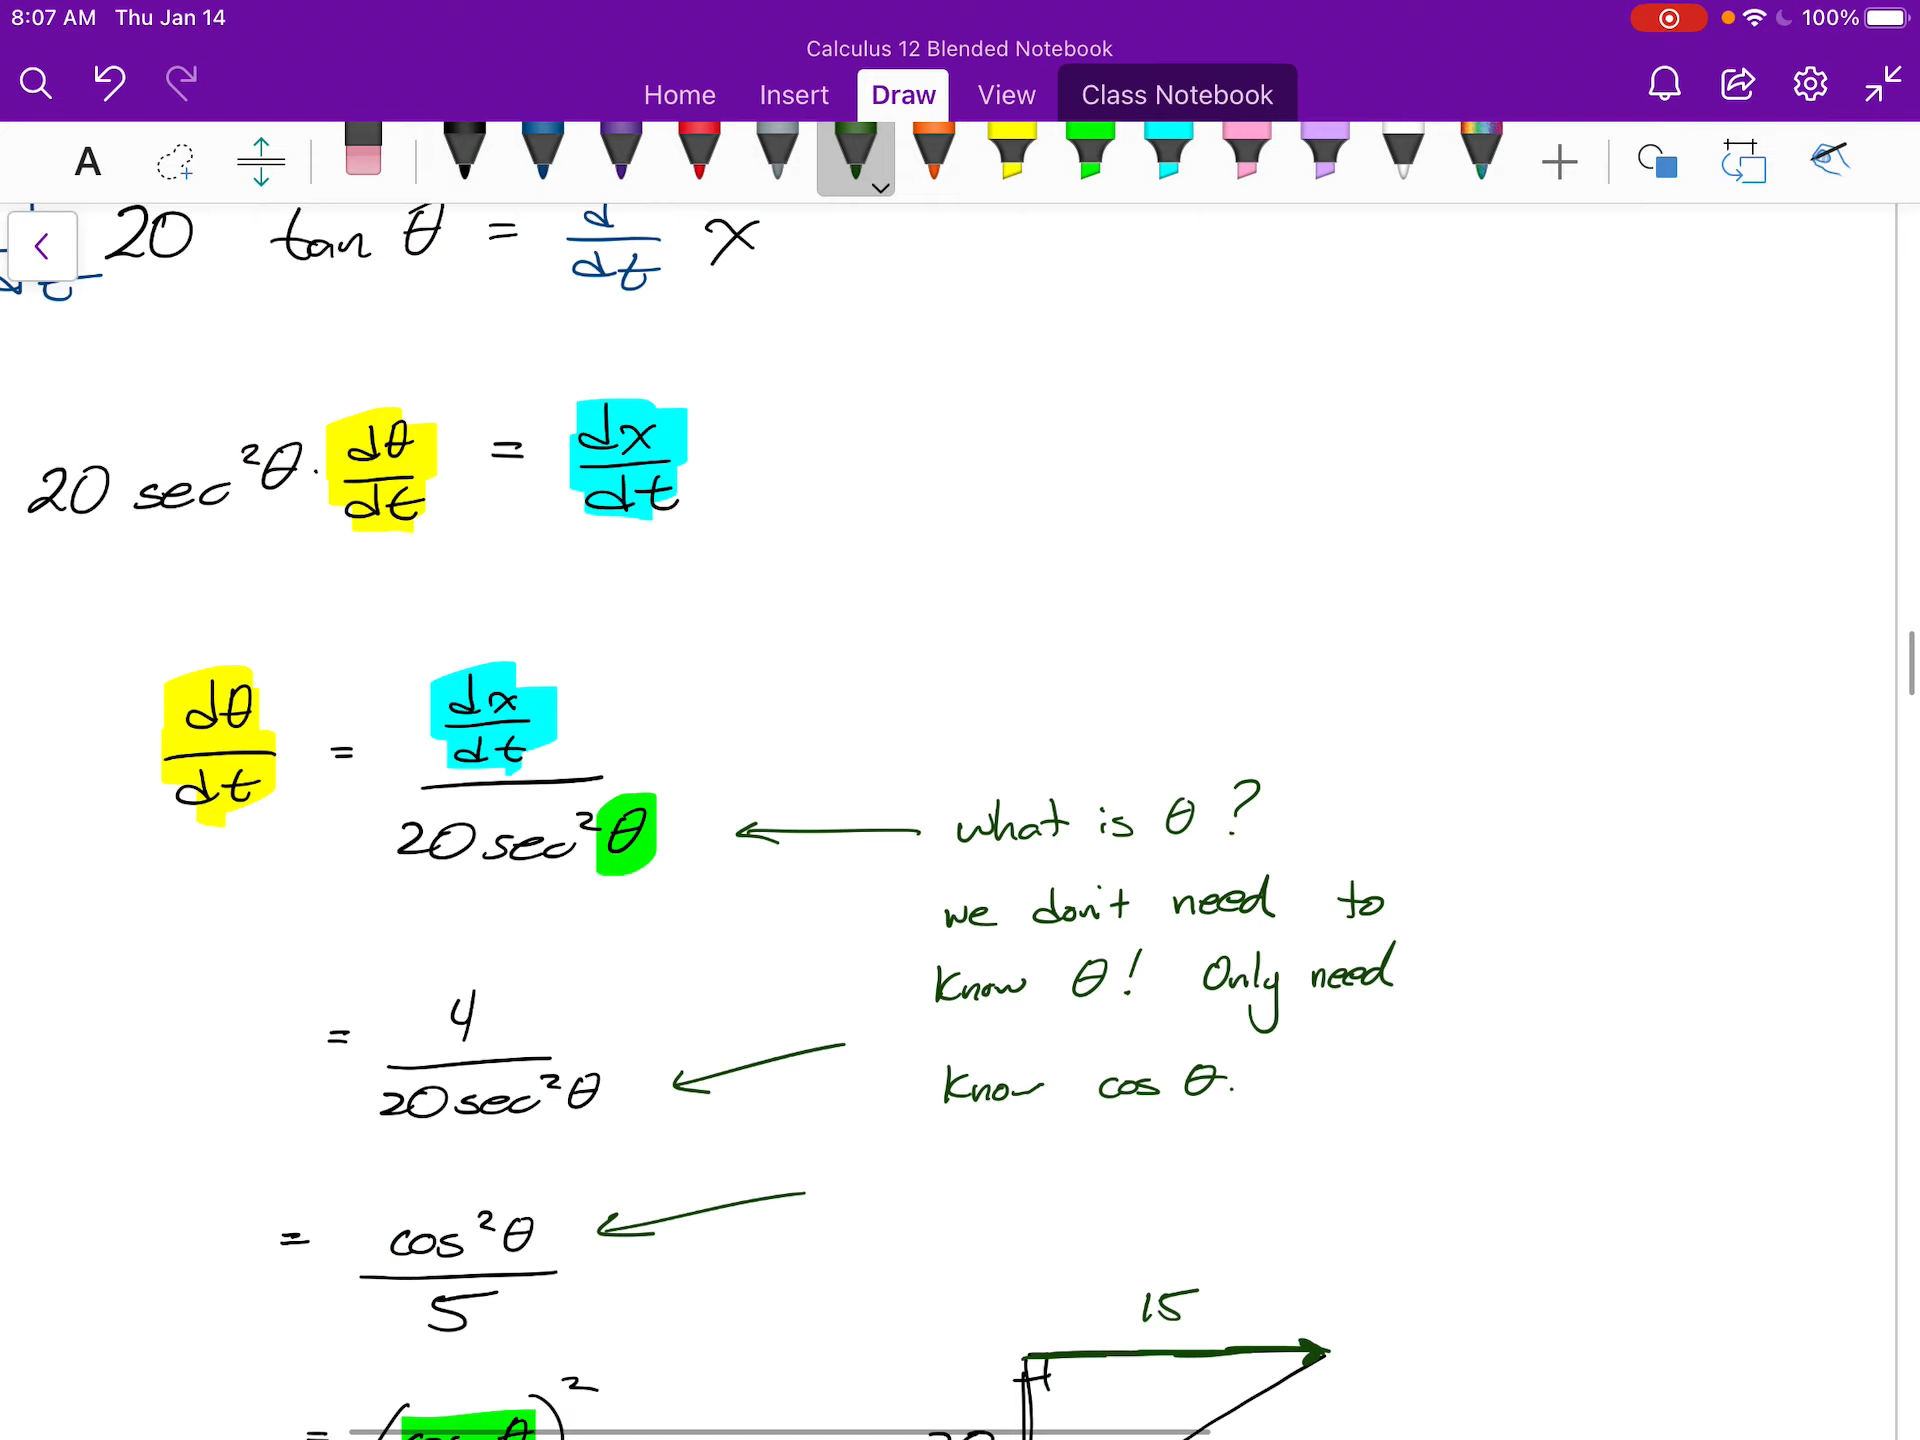 8:07 AM Thu Jan 14
100%
Calculus 12 Blended Notebook
Home Insert Draw View Class Notebook
A
20 tan θ = d/dt x
20 sec²θ · dθ/dt = dx/dt
dθ/dt = dx/dt / 20 sec²θ
what is θ ?
we don't need to
know θ! Only need
= 4 / 20 sec²θ
know cos θ.
= cos²θ / 5
15
= ( θ )²